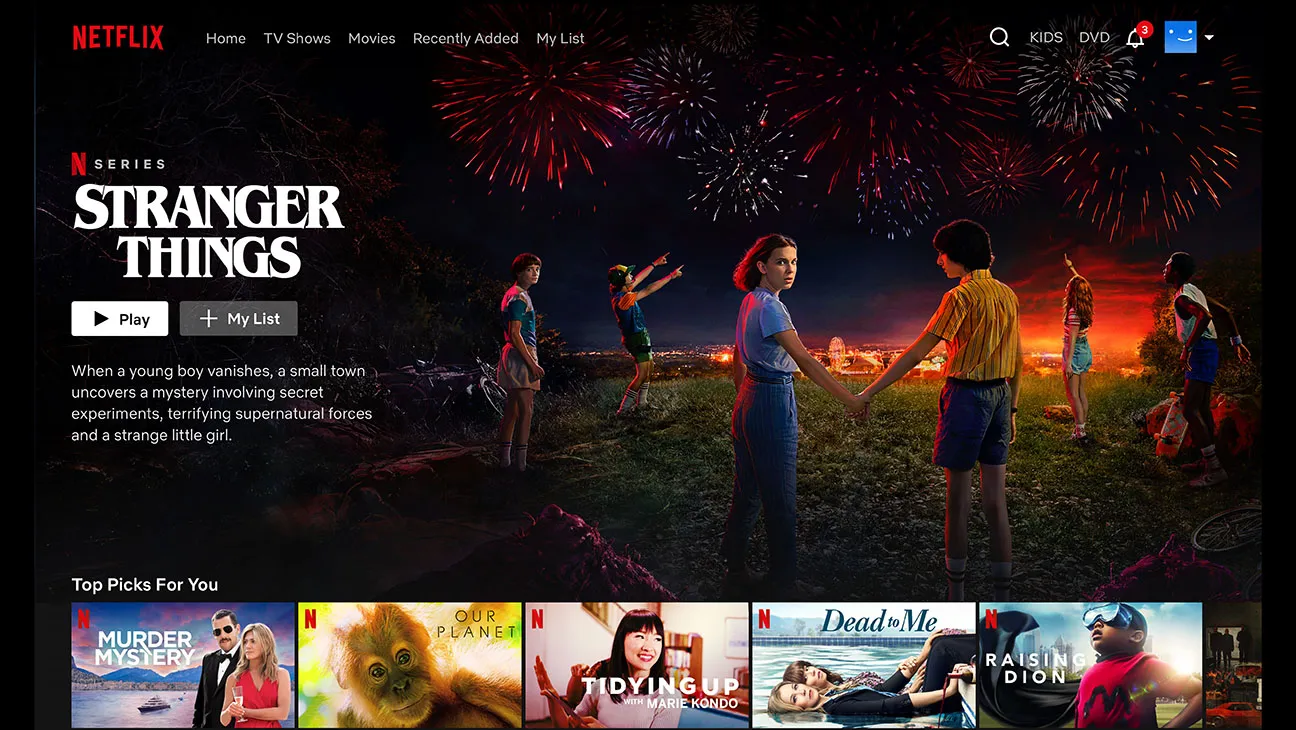 NETFLIX
Home TV Shows Movies Recently Added My List
KIDS DVD 3
N SERIES
STRANGER
THINGS
Play
My List
When a young boy vanishes, a small town
uncovers a mystery involving secret
experiments, terrifying supernatural forces
and a strange little girl.
Top Picks For You
N
MURDER
MYSTERY
N
OUR
PLANET
N
TIDYING UP
WITH MARIE KONDO
N
Dead to Me
N
RAISING
DION